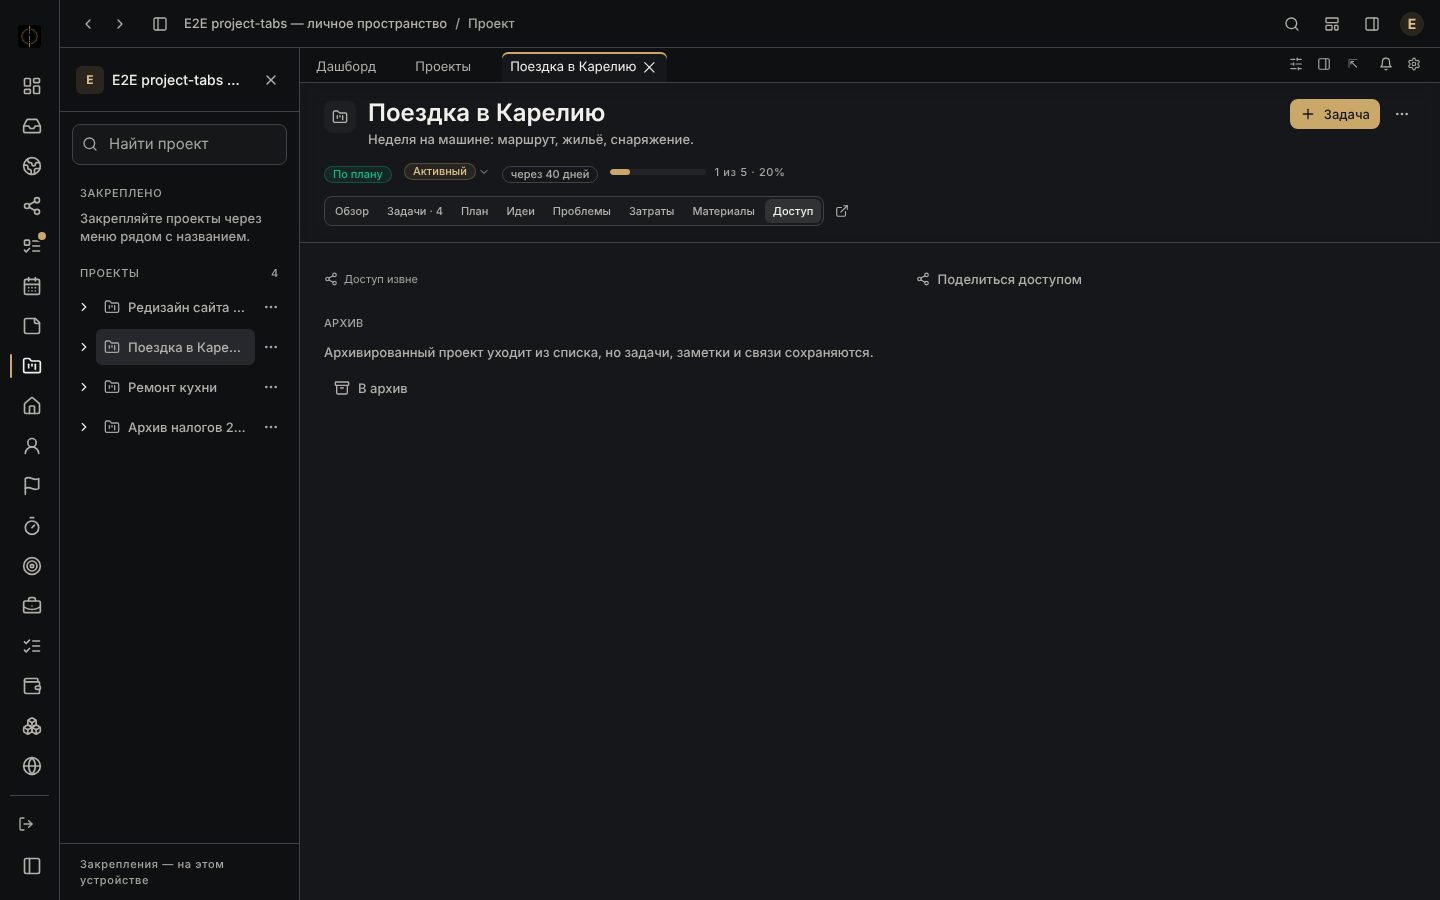 E2E project-tabs — личное пространство / Проект
E
E
E2E project-tabs ...
Найти проект
ЗАКРЕПЛЕНО
Закрепляйте проекты через
меню рядом с названием.
ПРОЕКТЫ 4
Редизайн сайта ...
Поездка в Каре...
Ремонт кухни
Архив налогов 2...
Закрепления — на этом
устройстве
Дашборд Проекты Поездка в Карелию
Поездка в Карелию
Неделя на машине: маршрут, жильё, снаряжение.
Задача
По плану Активный через 40 дней 1 из 5 · 20%
Обзор Задачи · 4 План Идеи Проблемы Затраты Материалы Доступ
Доступ извне Поделиться доступом
АРХИВ
Архивированный проект уходит из списка, но задачи, заметки и связи сохраняются.
В архив